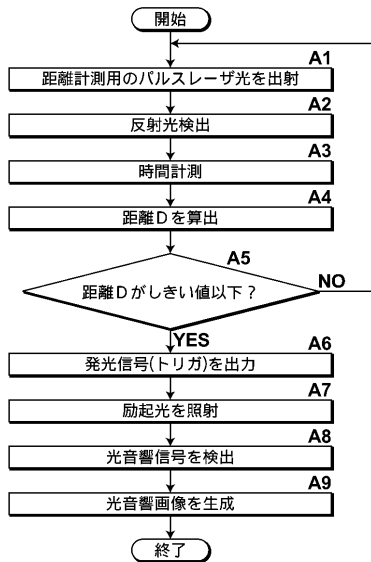 開始
A1
距離計測用のパルスレーザ光を出射
A2
反射光検出
A3
時間計測
A4
距離Dを算出
A5
距離Dがしきい値以下？
NO
YES
A6
発光信号(トリガ)を出力
A7
励起光を照射
A8
光音響信号を検出
A9
光音響画像を生成
終了